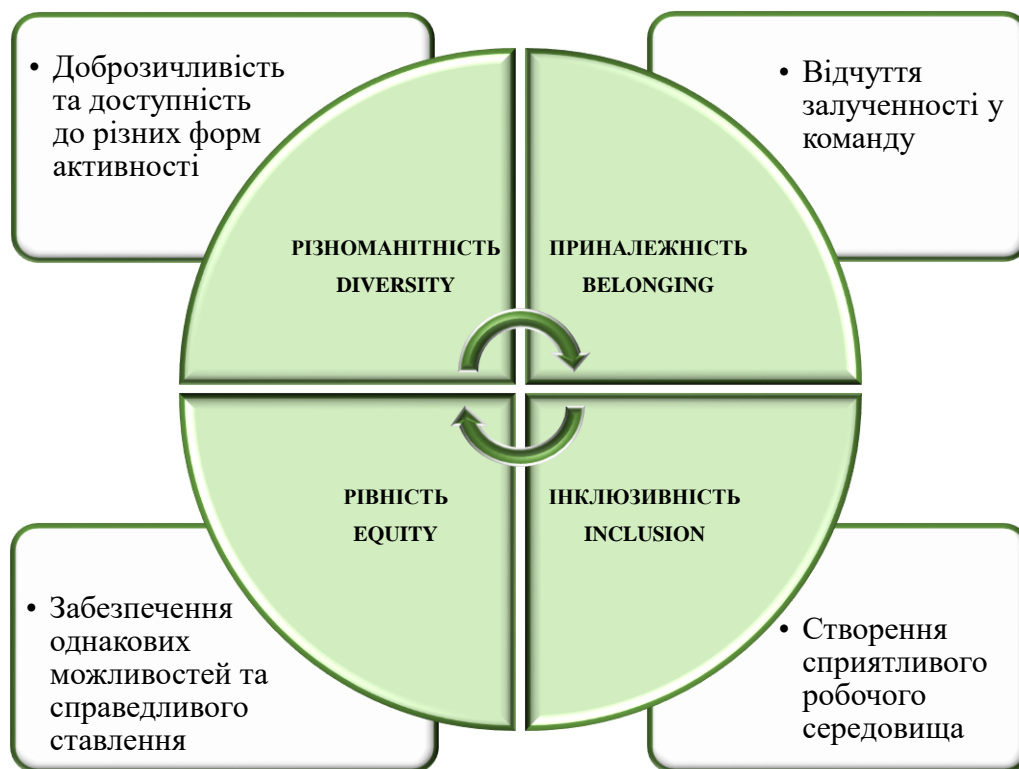 • Доброзичливість
та доступність
до різних форм
активності
• Відчуття
залученності у
команду
РІЗНОМАНІТНІСТЬ
DIVERSITY
ПРИНАЛЕЖНІСТЬ
BELONGING
РІВНІСТЬ
EQUITY
ІНКЛЮЗИВНІСТЬ
INCLUSION
• Забезпечення
однакових
можливостей та
справедливого
ставлення
• Створення
сприятливого
робочого
середовища